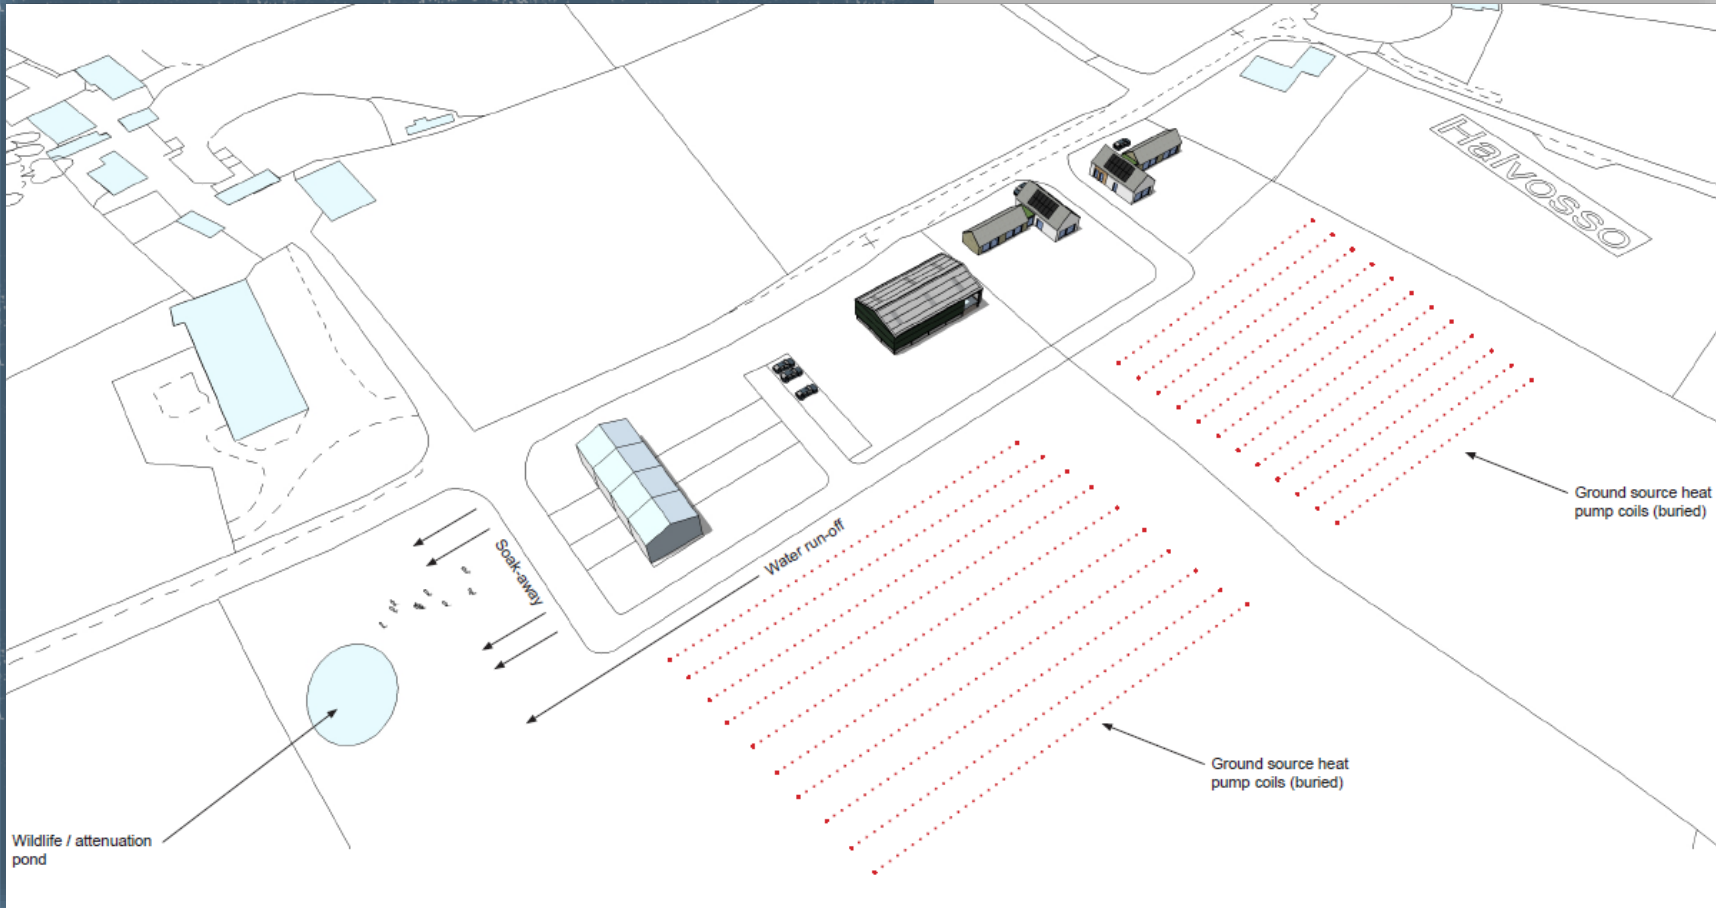 Halvosso
Ground source heat
pump coils (buried)
Water run-off
Soak-away
Ground source heat
pump coils (buried)
Wildlife / attenuation
pond